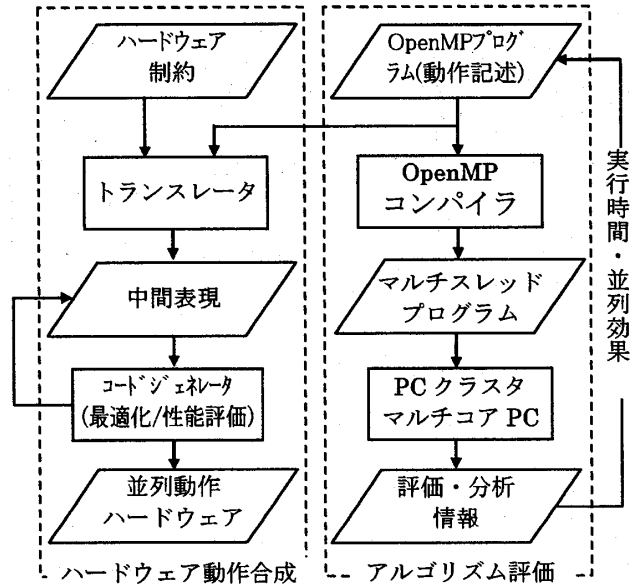 ハードウェア
制約
トランスレータ
中間表現
コードジェネレータ
(最適化/性能評価)
並列動作
ハードウェア
ハードウェア動作合成
OpenMPプログ
ラム(動作記述)
OpenMP
コンパイラ
マルチスレッド
プログラム
PCクラスタ
マルチコア PC
評価・分析
情報
アルゴリズム評価
実行時間・並列効果